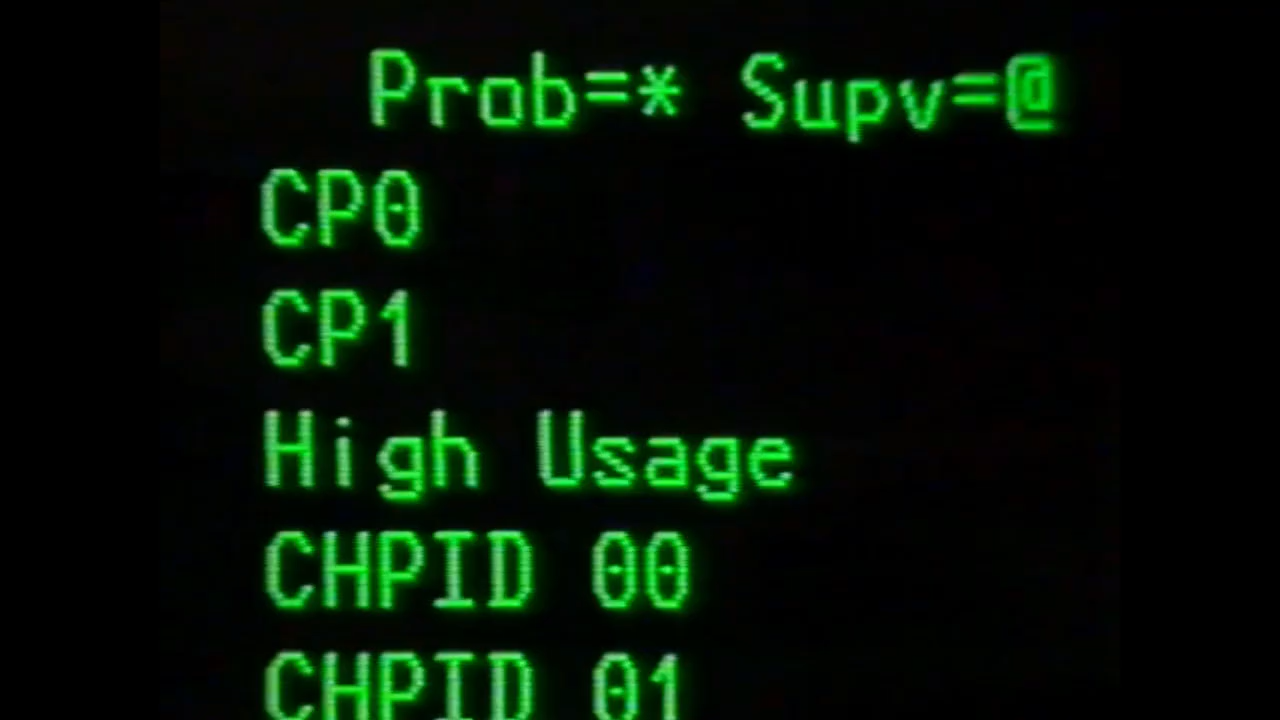 Prob=* Supv=@
CP0
CP1
High Usage
CHPID 00
CHPID 01